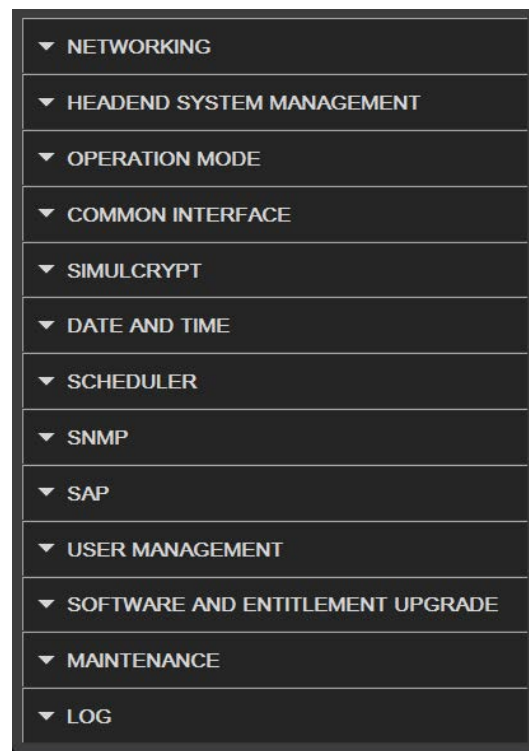 NETWORKING
HEADEND SYSTEM MANAGEMENT
OPERATION MODE
COMMON INTERFACE
SIMULCRYPT
DATE AND TIME
SCHEDULER
SNMP
SAP
USER MANAGEMENT
SOFTWARE AND ENTITLEMENT UPGRADE
MAINTENANCE
LOG